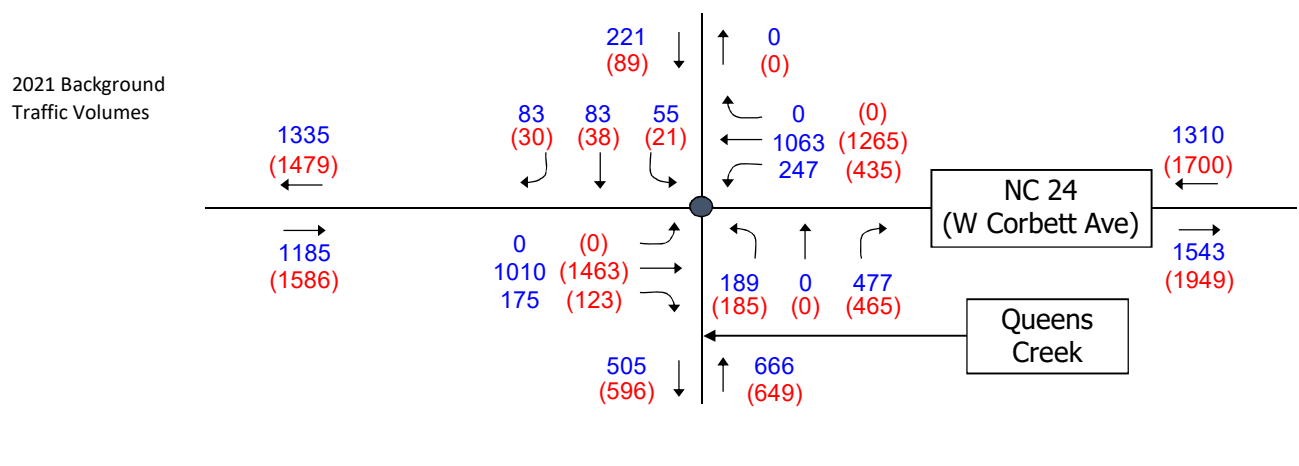 221 0
(89) (0)
2021 Background
Traffic Volumes
83 83 55 0 (0)
(30) (38) (21) 1063 (1265)
1335 247 (435) 1310
(1479) (1700)
NC 24
(W Corbett Ave)
1185 0 (0) 1543
(1586) 1010 (1463) (1949)
175 (123) 189 0 477
(185) (0) (465)
Queens
Creek
505 666
(596) (649)